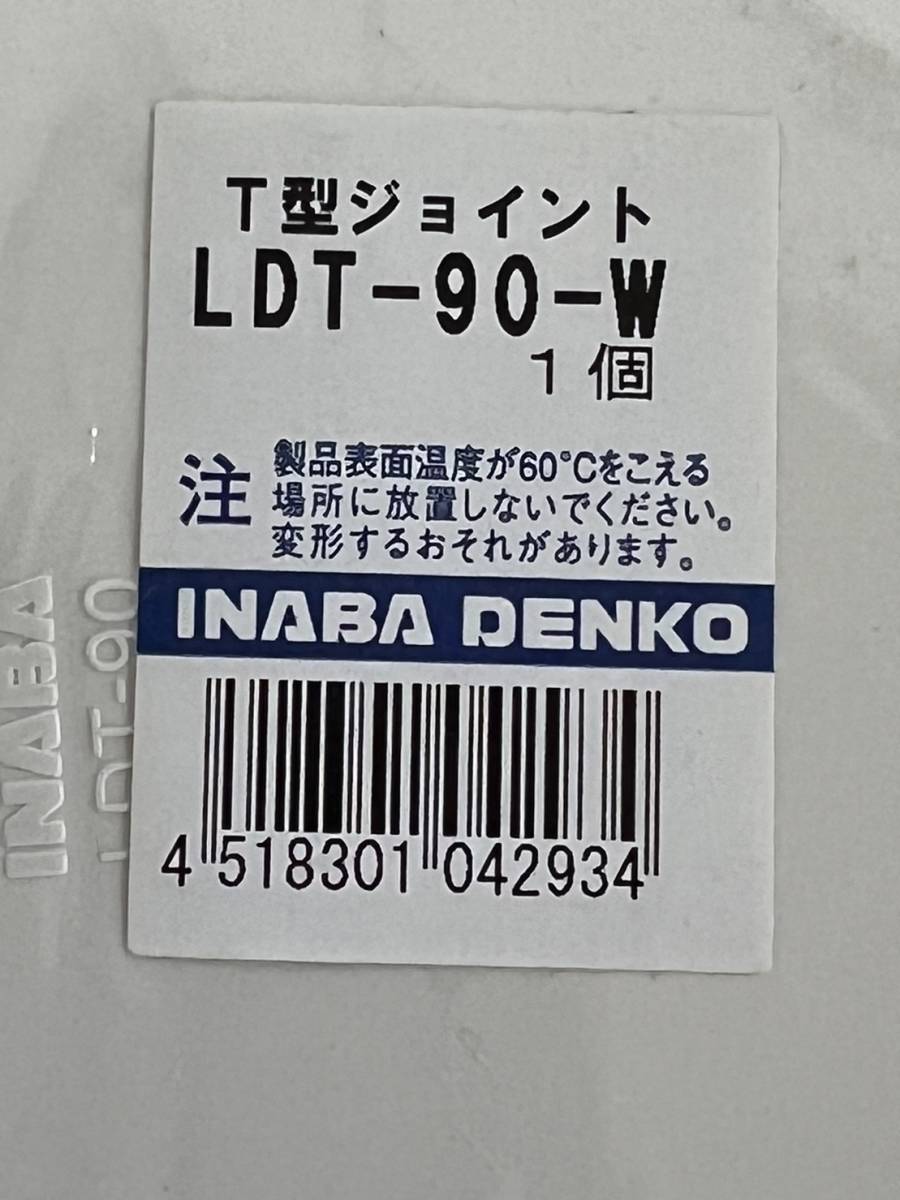 T型ジョイント
LDT-90-W
1個
注 製品表面温度が60°Cをこえる
場所に放置しないでください。
変形するおそれがあります。
INABA DENKO
4 518301 042934
INABA
LDT-90